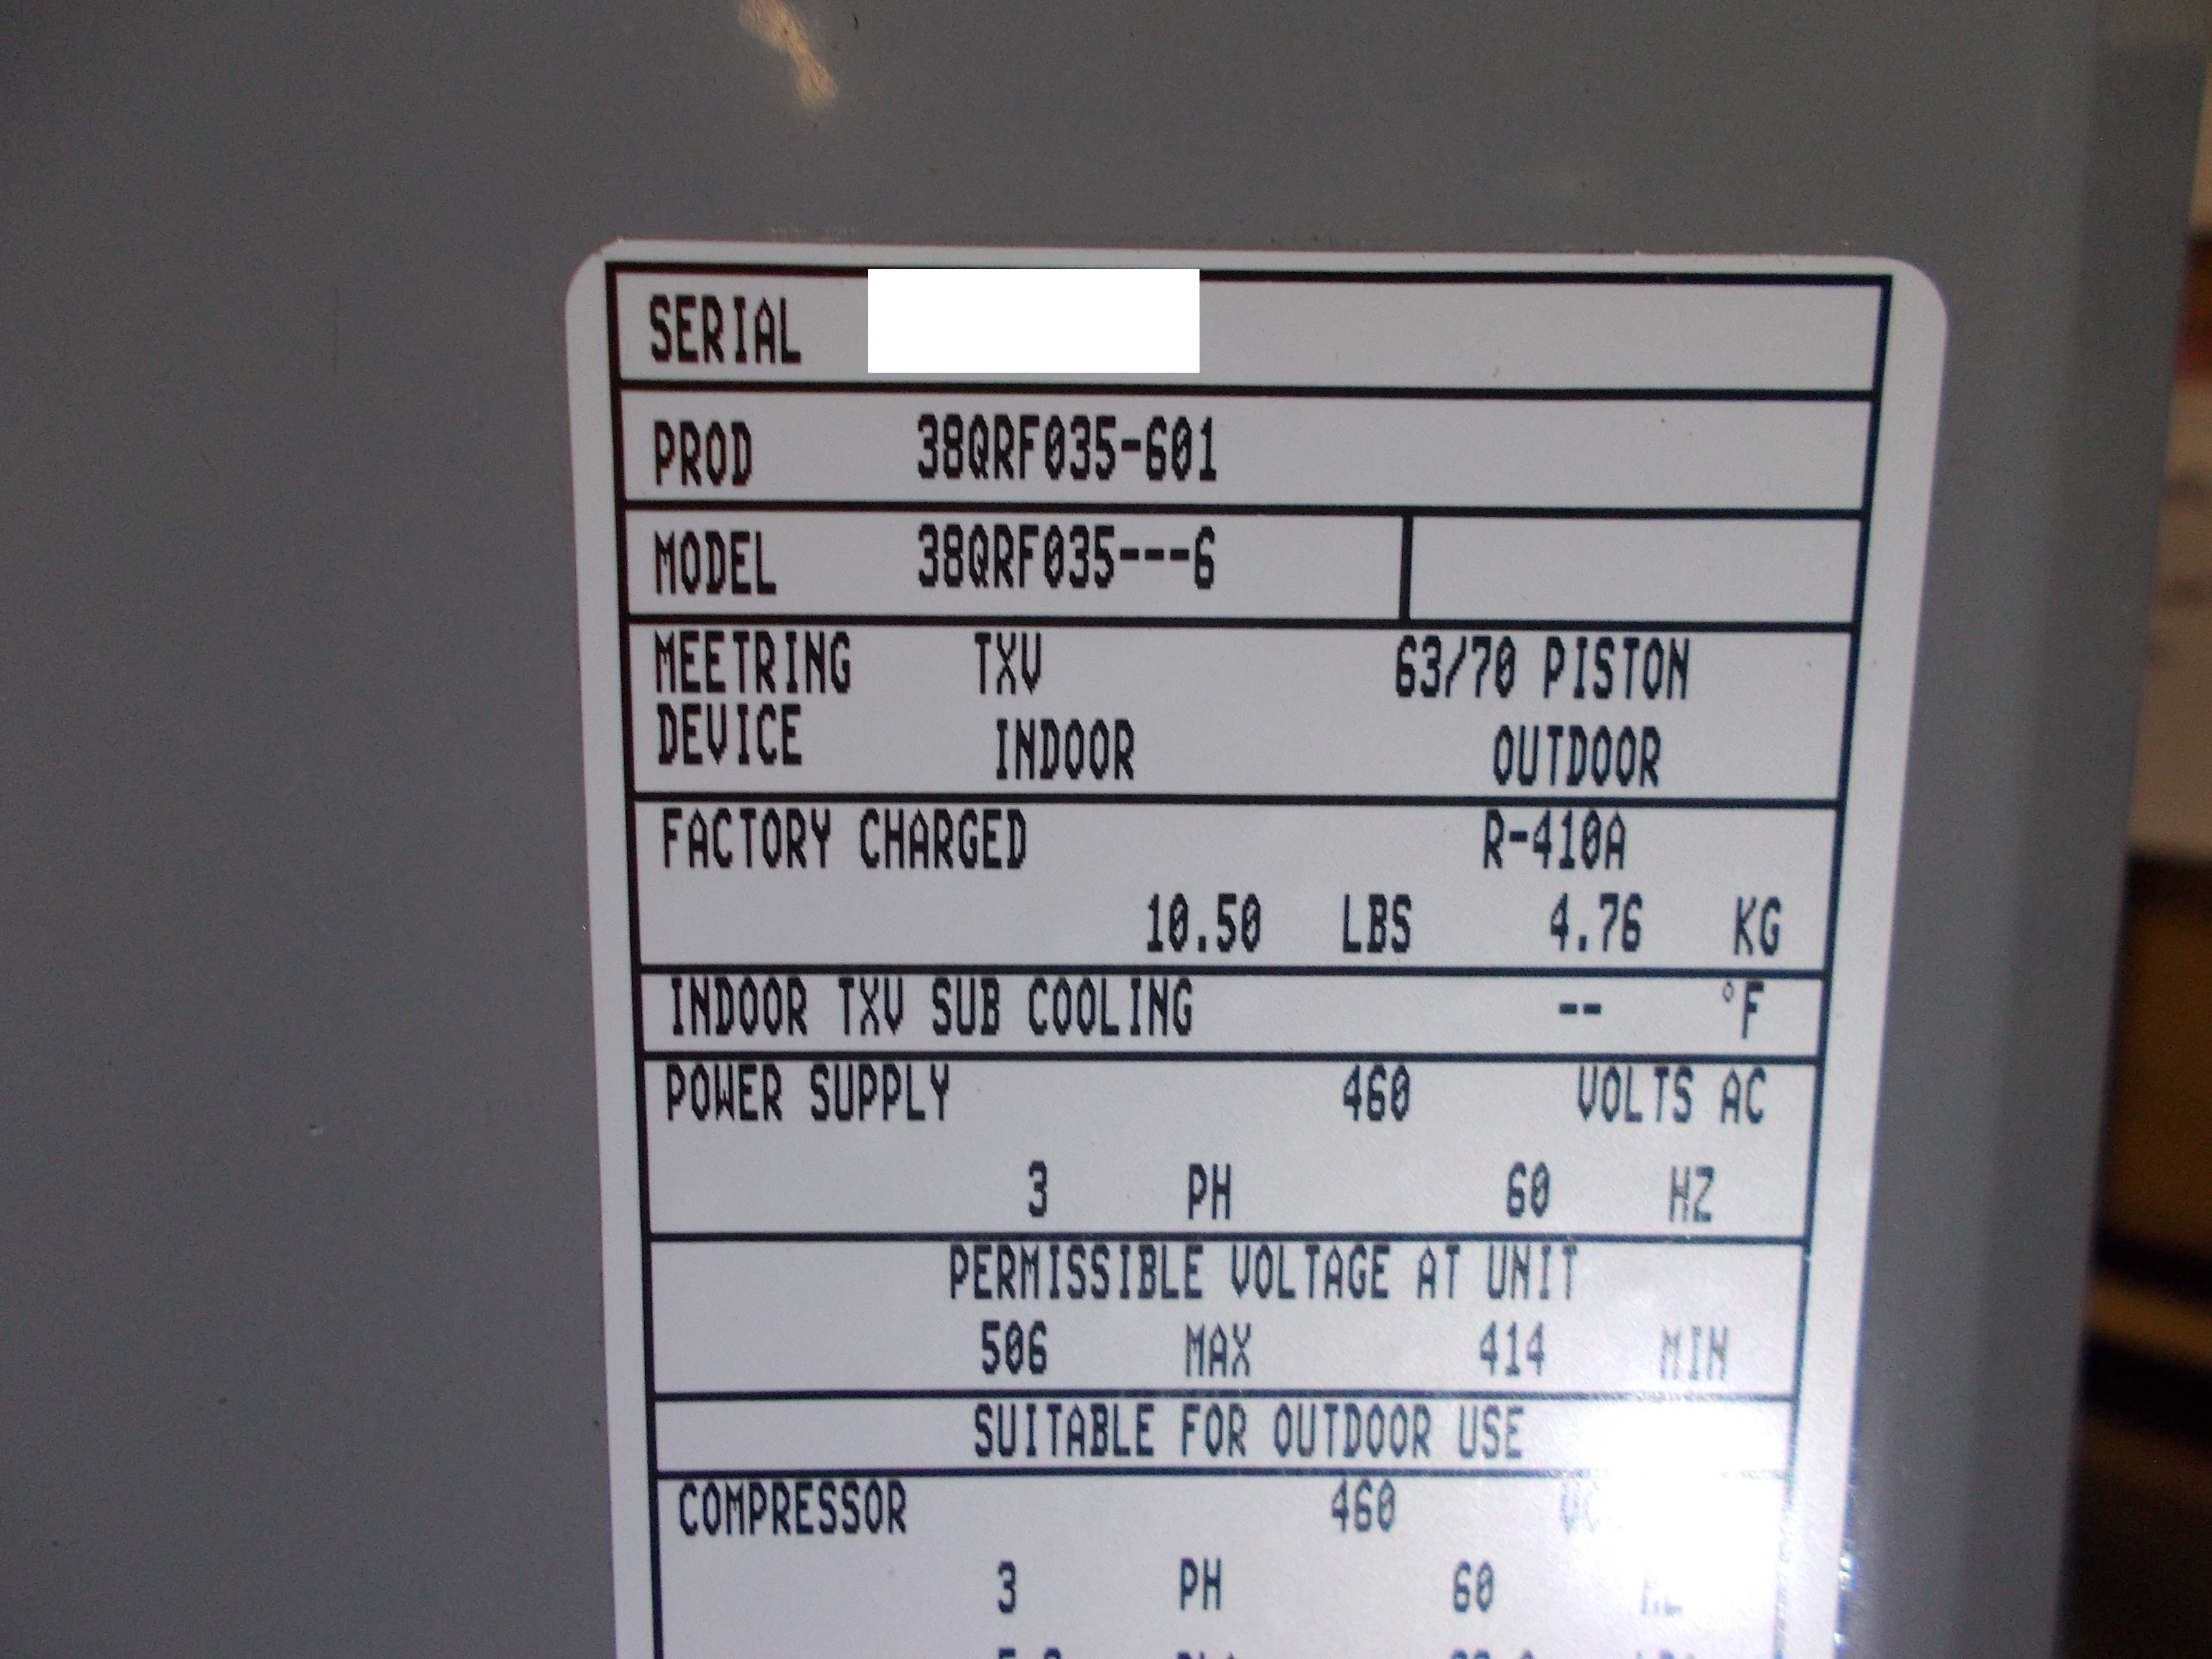 SERIAL
PROD 38QRF035-601
MODEL 38QRF035---6
MEETRING TXV 63/70 PISTON
DEVICE INDOOR OUTDOOR
FACTORY CHARGED R-410A
10.50 LBS 4.76 KG
INDOOR TXV SUB COOLING -- °F
POWER SUPPLY 460 VOLTS AC
3 PH 60 HZ
PERMISSIBLE VOLTAGE AT UNIT
506 MAX 414 MIN
SUITABLE FOR OUTDOOR USE
COMPRESSOR 460
3 PH 60